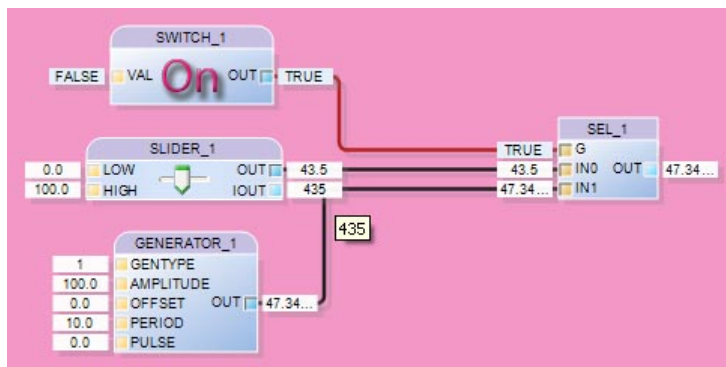 SWITCH_1
FALSE VAL On OUT TRUE
SEL_1
TRUE G
SLIDER_1
0.0 LOW OUT 43.5 43.5 IN0 OUT 47.34...
100.0 HIGH IOUT 435 47.34... IN1
435
GENERATOR_1
1 GENTYPE
100.0 AMPLITUDE
0.0 OFFSET OUT 47.34...
10.0 PERIOD
0.0 PULSE